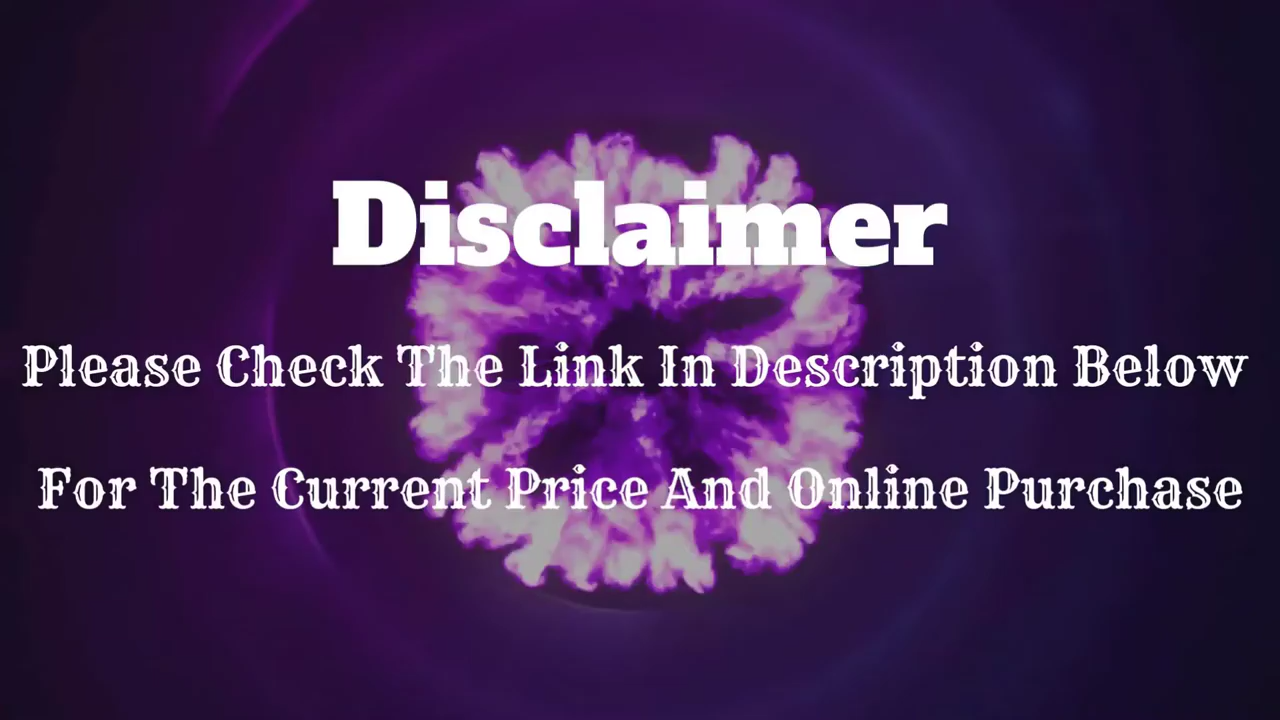 Disclaimer
Please Check The Link In Description Below
For The Current Price And Online Purchase